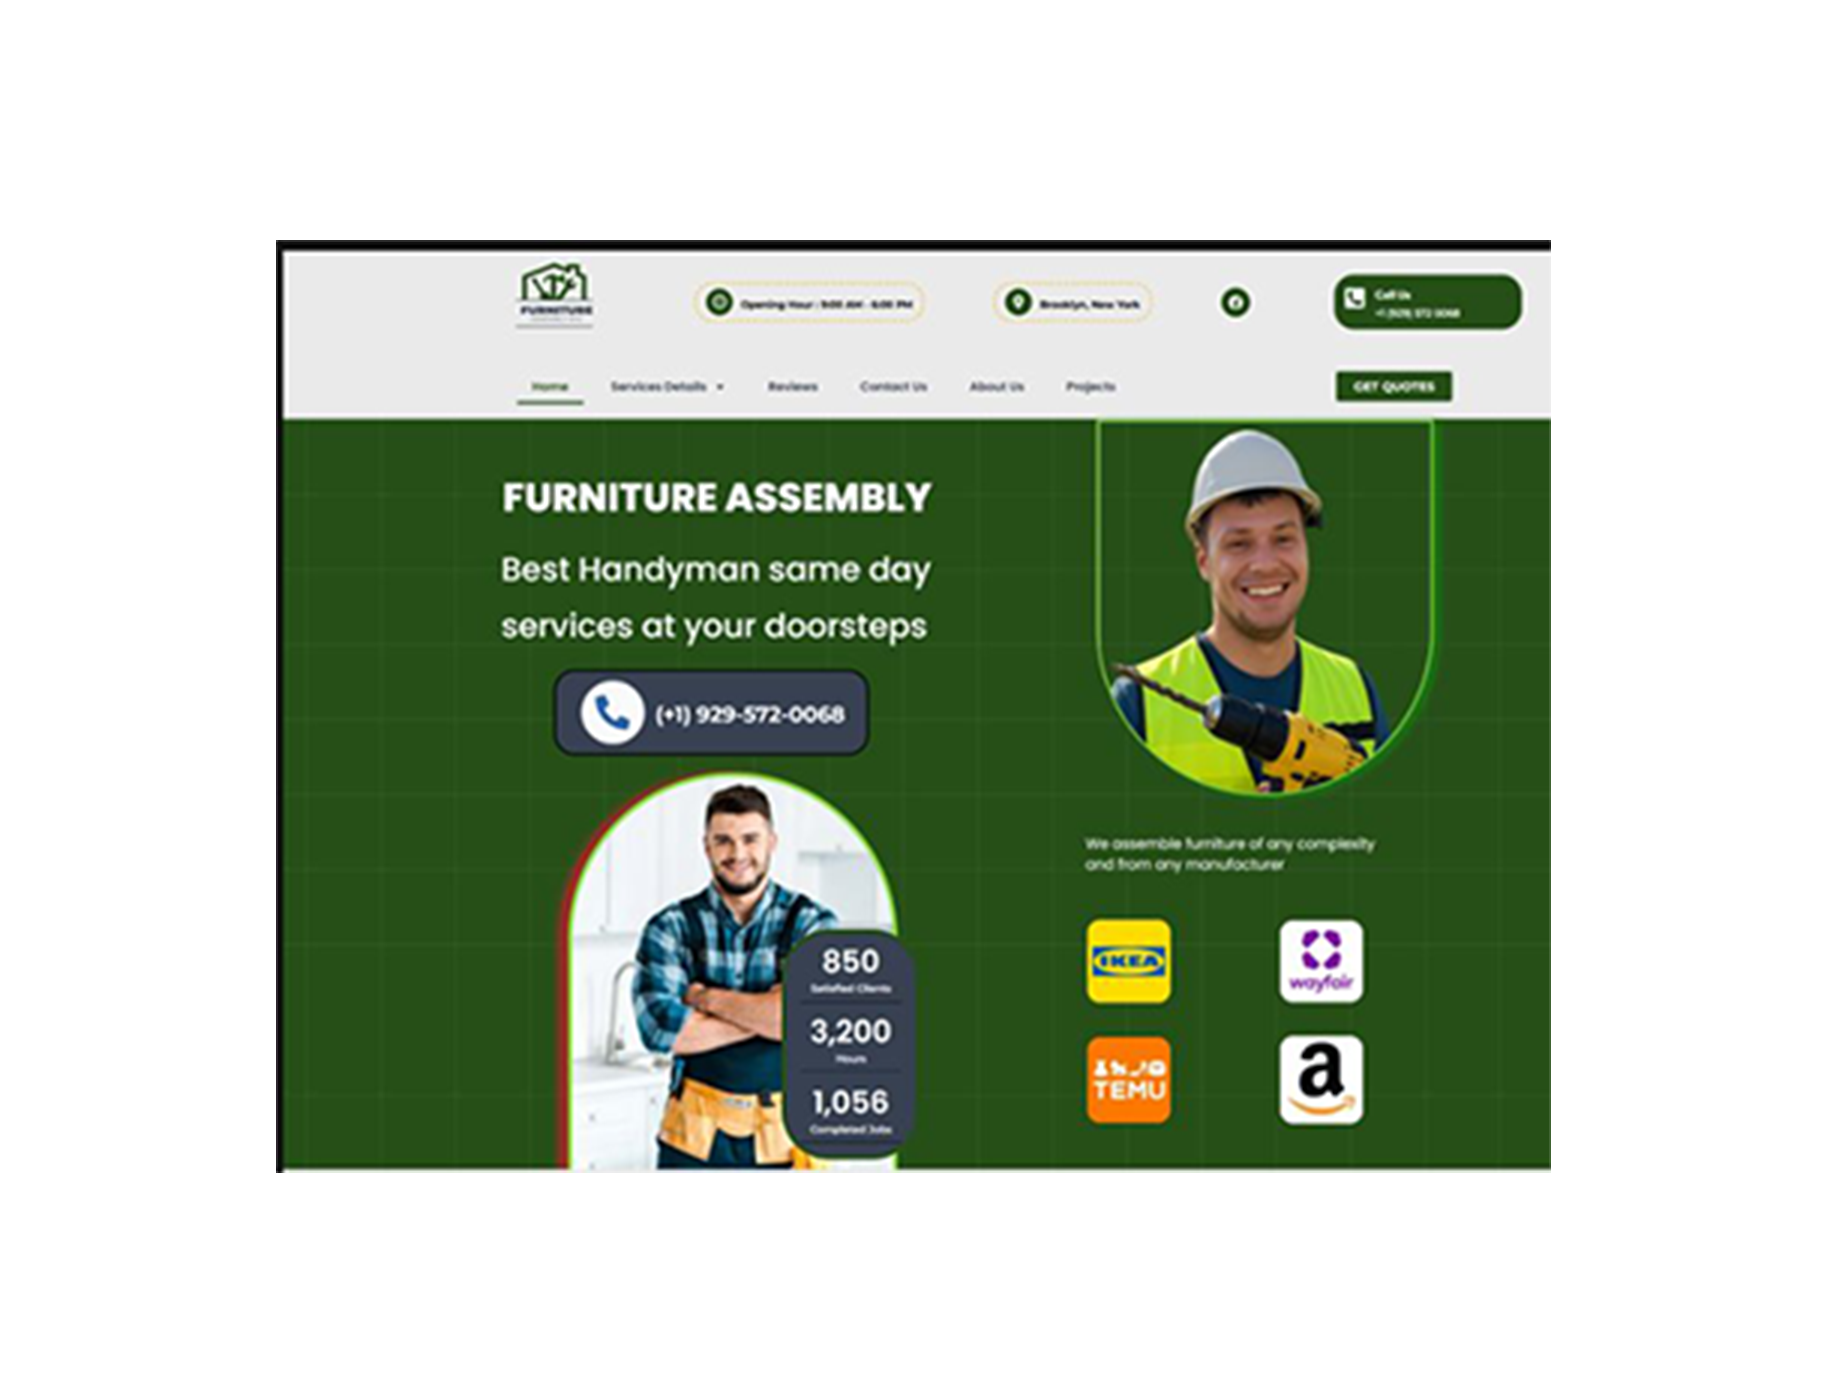 FURNITURE
Opening Hour : 9:00 AM - 6:00 PM
Brooklyn, New York
Call Us
+1 (929) 572 0068
Home
Services Details
Reviews
Contact Us
About Us
Projects
GET QUOTES
FURNITURE ASSEMBLY
Best Handyman same day
services at your doorsteps
(+1) 929-572-0068
850
Satisfied Clients
3,200
Hours
1,056
Completed Jobs
We assemble furniture of any complexity
and from any manufacturer
IKEA
wayfair
TEMU
a